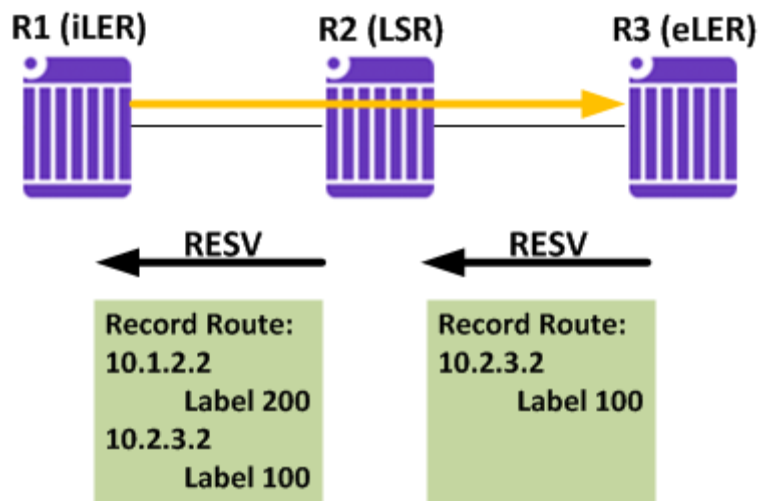 R1 (iLER)
R2 (LSR)
R3 (eLER)
RESV
RESV
Record Route:
10.1.2.2
Label 200
10.2.3.2
Label 100
Record Route:
10.2.3.2
Label 100